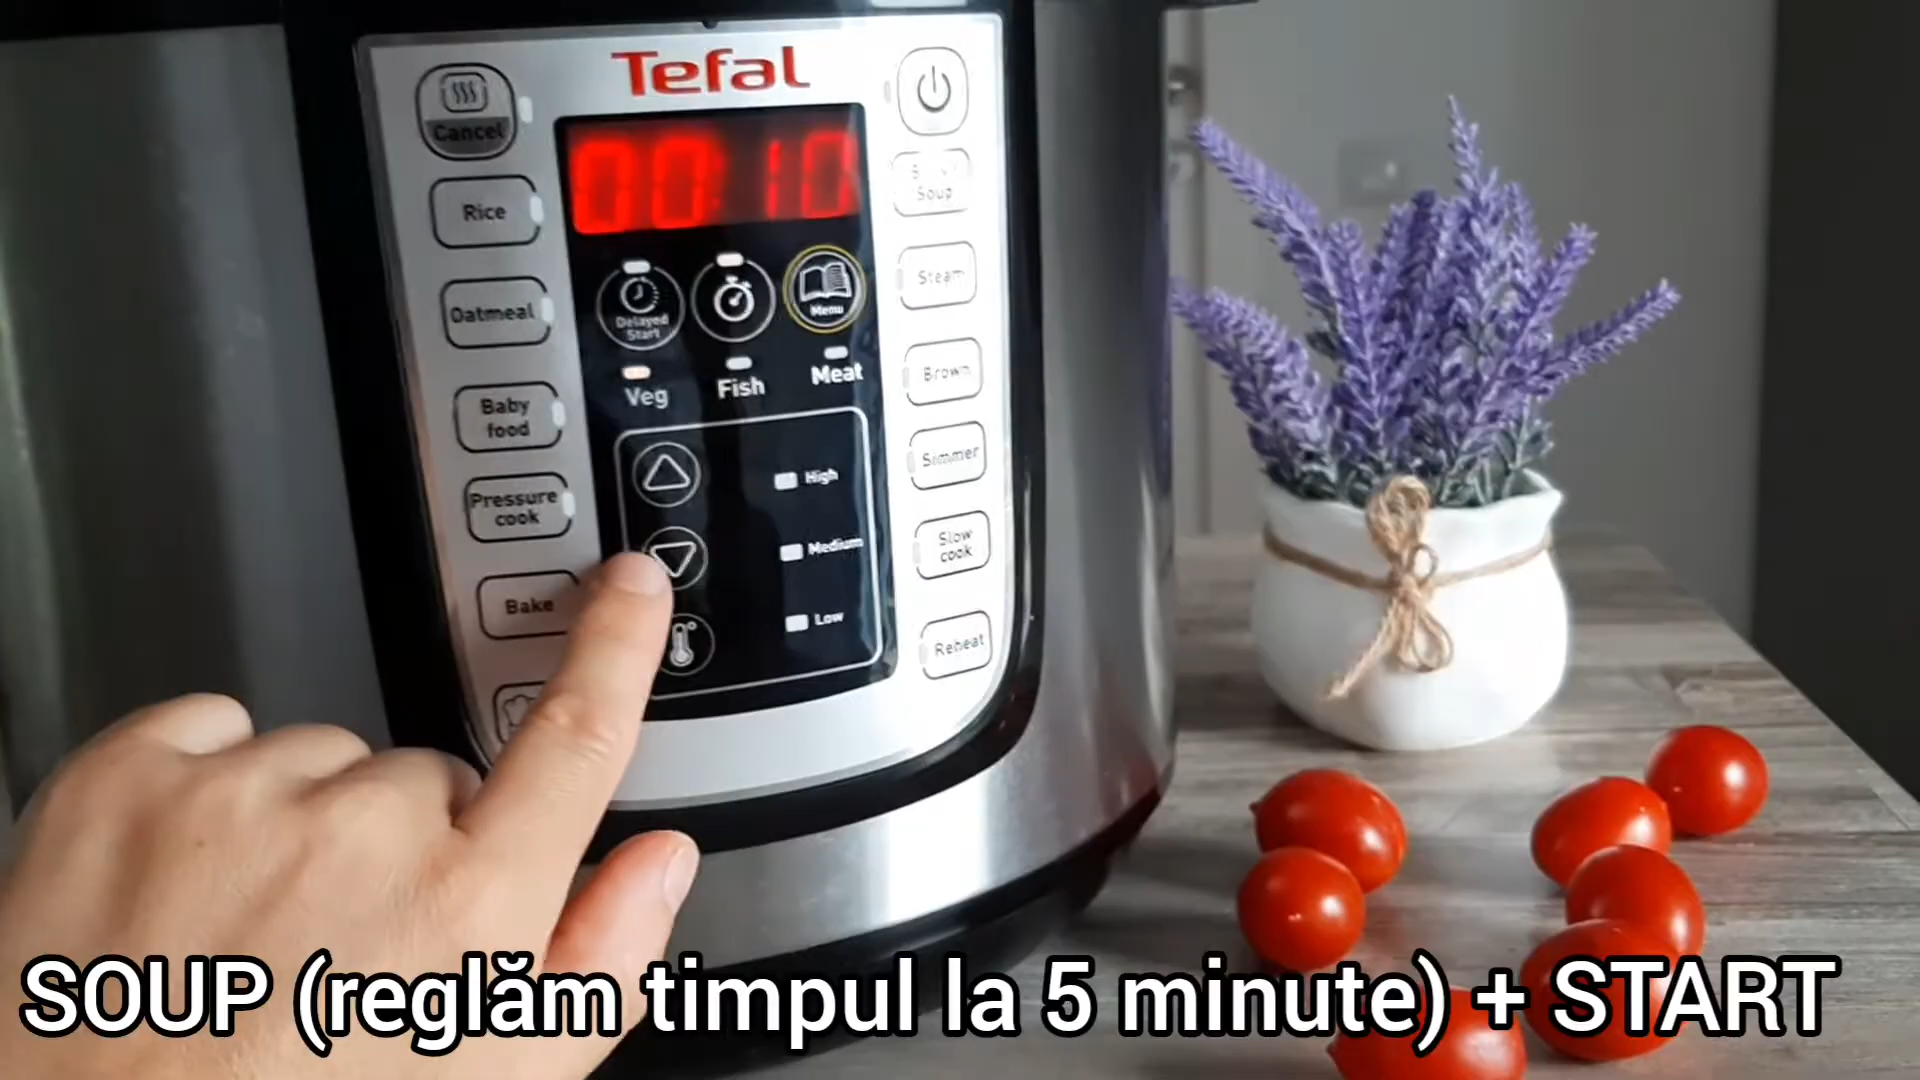 Tefal
Cancel
00:10
Soup
Rice
Steam
Oatmeal
Delayed
Start
Menu
Veg
Fish
Meat
Brown
Baby
food
High
Simmer
Pressure
cook
Medium
Slow
cook
Bake
Low
Reheat
SOUP (reglăm timpul la 5 minute) + START